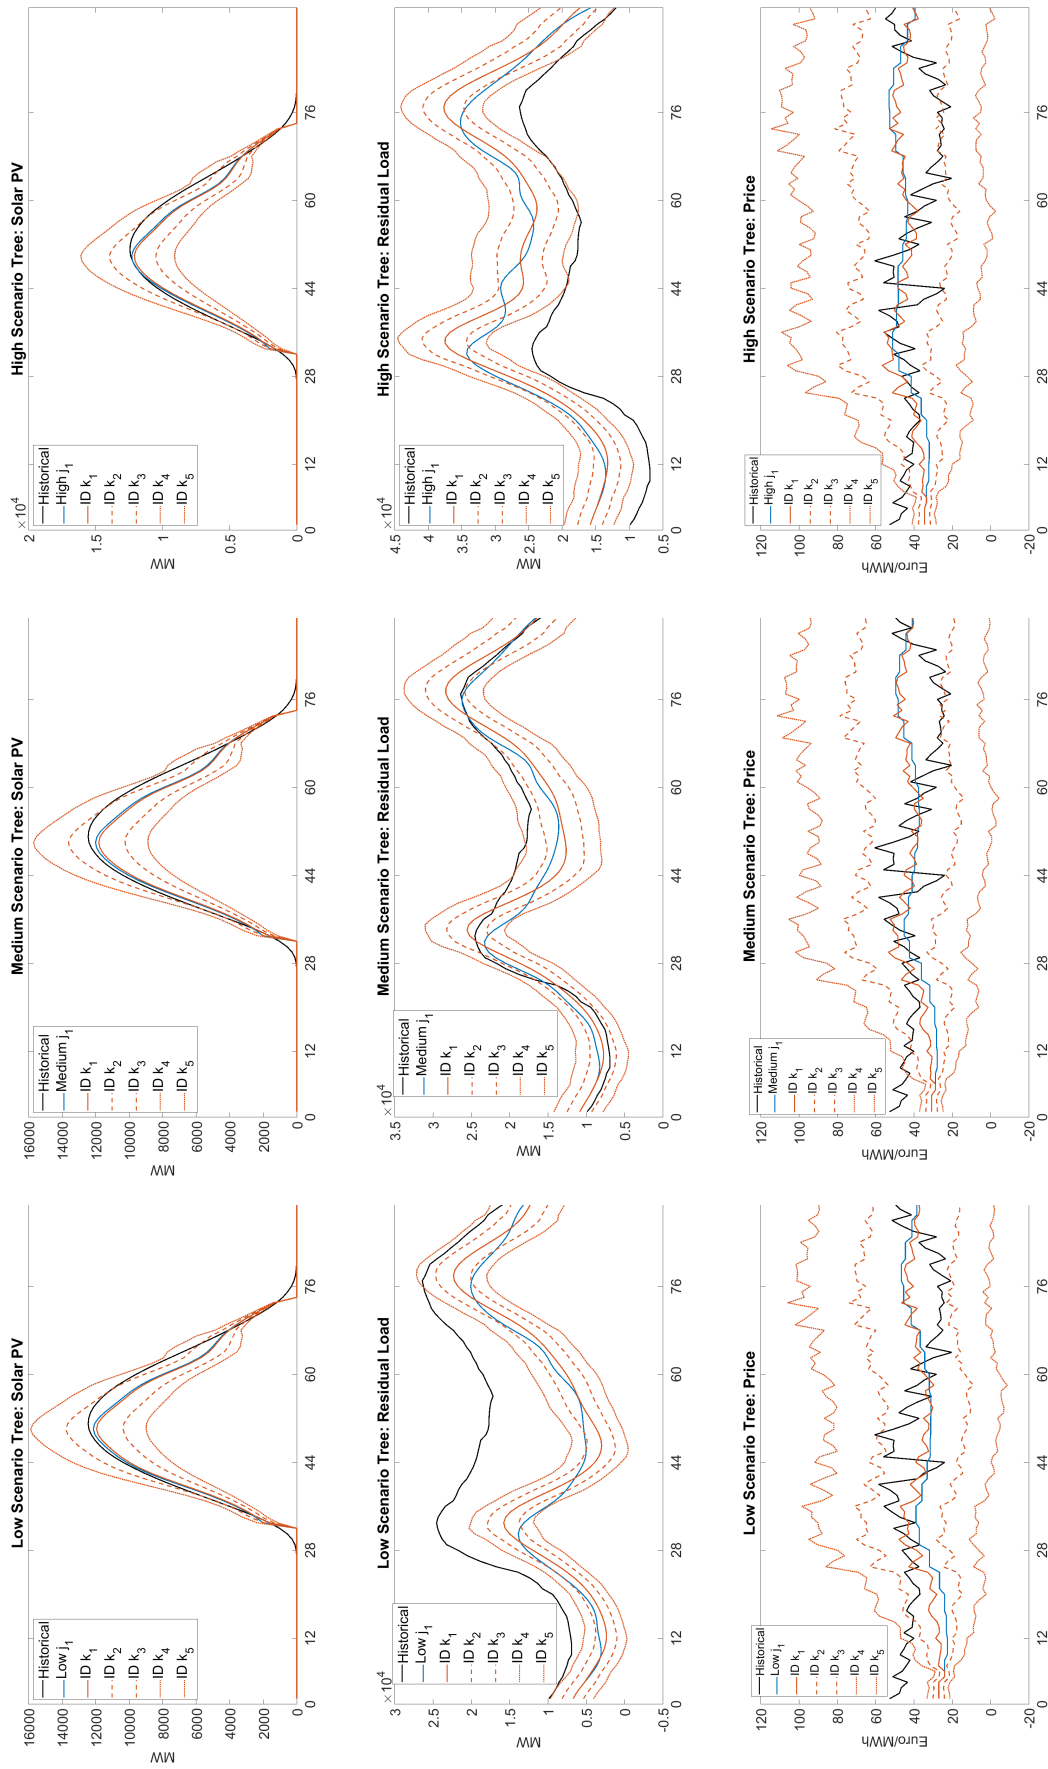 Low Scenario Tree: Solar PV
16000
14000
12000
10000
8000
6000
4000
2000
0
MW
Historical
Low j1
ID k1
ID k2
ID k3
ID k4
ID k5
0 12 28 44 60 76
Medium Scenario Tree: Solar PV
16000
14000
12000
10000
8000
6000
4000
2000
0
MW
Historical
Medium j1
ID k1
ID k2
ID k3
ID k4
ID k5
0 12 28 44 60 76
High Scenario Tree: Solar PV
×10^4
2
1.5
1
0.5
0
MW
Historical
High j1
ID k1
ID k2
ID k3
ID k4
ID k5
0 12 28 44 60 76
Low Scenario Tree: Residual Load
×10^4
3
2.5
2
1.5
1
0.5
0
-0.5
MW
Historical
Low j1
ID k1
ID k2
ID k3
ID k4
ID k5
0 12 28 44 60 76
Medium Scenario Tree: Residual Load
×10^4
3.5
3
2.5
2
1.5
1
0.5
0
MW
Historical
Medium j1
ID k1
ID k2
ID k3
ID k4
ID k5
0 12 28 44 60 76
High Scenario Tree: Residual Load
×10^4
4.5
4
3.5
3
2.5
2
1.5
1
0.5
MW
Historical
High j1
ID k1
ID k2
ID k3
ID k4
ID k5
0 12 28 44 60 76
Low Scenario Tree: Price
120
100
80
60
40
20
0
-20
Euro/MWh
Historical
Low j1
ID k1
ID k2
ID k3
ID k4
ID k5
0 12 28 44 60 76
Medium Scenario Tree: Price
120
100
80
60
40
20
0
-20
Euro/MWh
Historical
Medium j1
ID k1
ID k2
ID k3
ID k4
ID k5
0 12 28 44 60 76
High Scenario Tree: Price
120
100
80
60
40
20
0
-20
Euro/MWh
Historical
High j1
ID k1
ID k2
ID k3
ID k4
ID k5
0 12 28 44 60 76